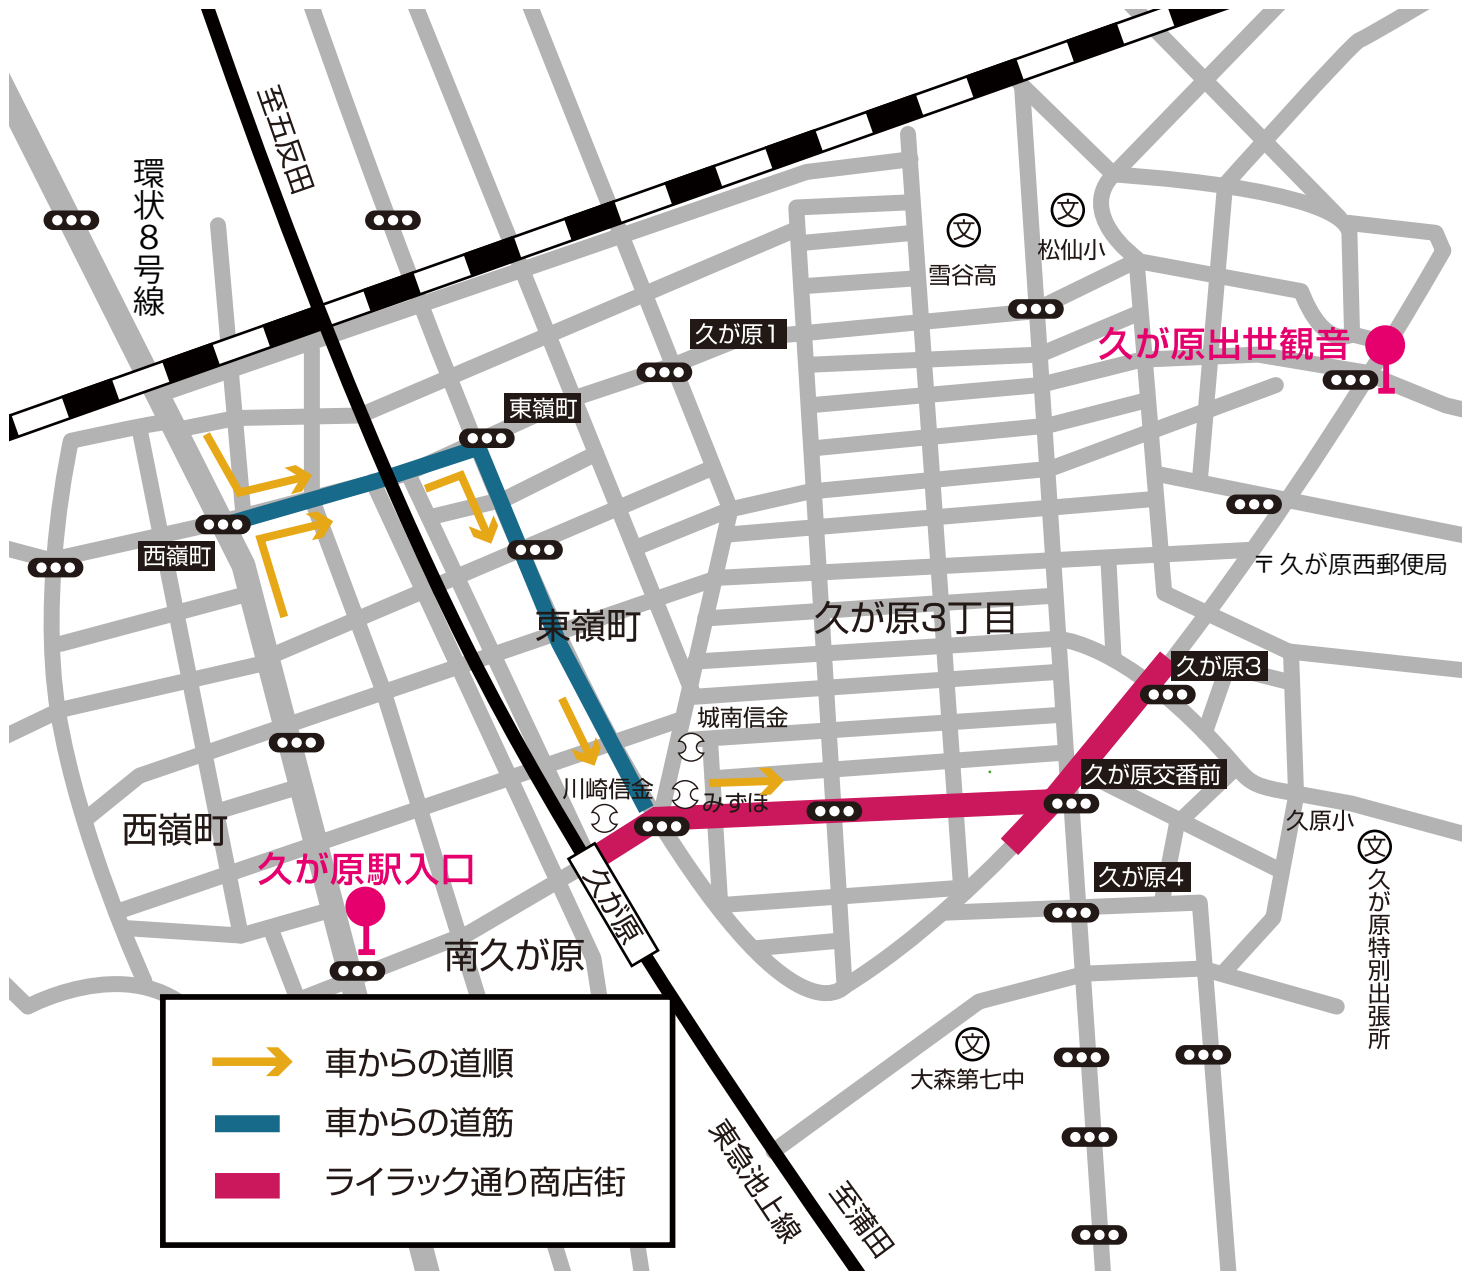 至五反田
環状8号線
文
松仙小
文
雪谷高
久が原1
久が原出世観音
東嶺町
西嶺町
〒久が原西郵便局
東嶺町
久が原3丁目
久が原3
城南信金
川崎信金
みずほ
久が原交番前
西嶺町
久原小
文
久が原駅入口
久が原4
久が原
久が原特別出張所
南久が原
文
大森第七中
車からの道順
車からの道筋
ライラック通り商店街
東急池上線
至蒲田